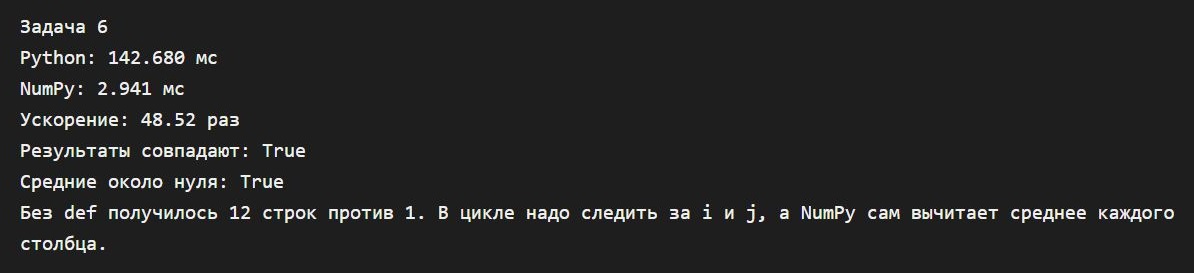 Задача 6
Python: 142.680 мс
NumPy: 2.941 мс
Ускорение: 48.52 раз
Результаты совпадают: True
Средние около нуля: True
Без def получилось 12 строк против 1. В цикле надо следить за i и j, а NumPy сам вычитает среднее каждого
столбца.